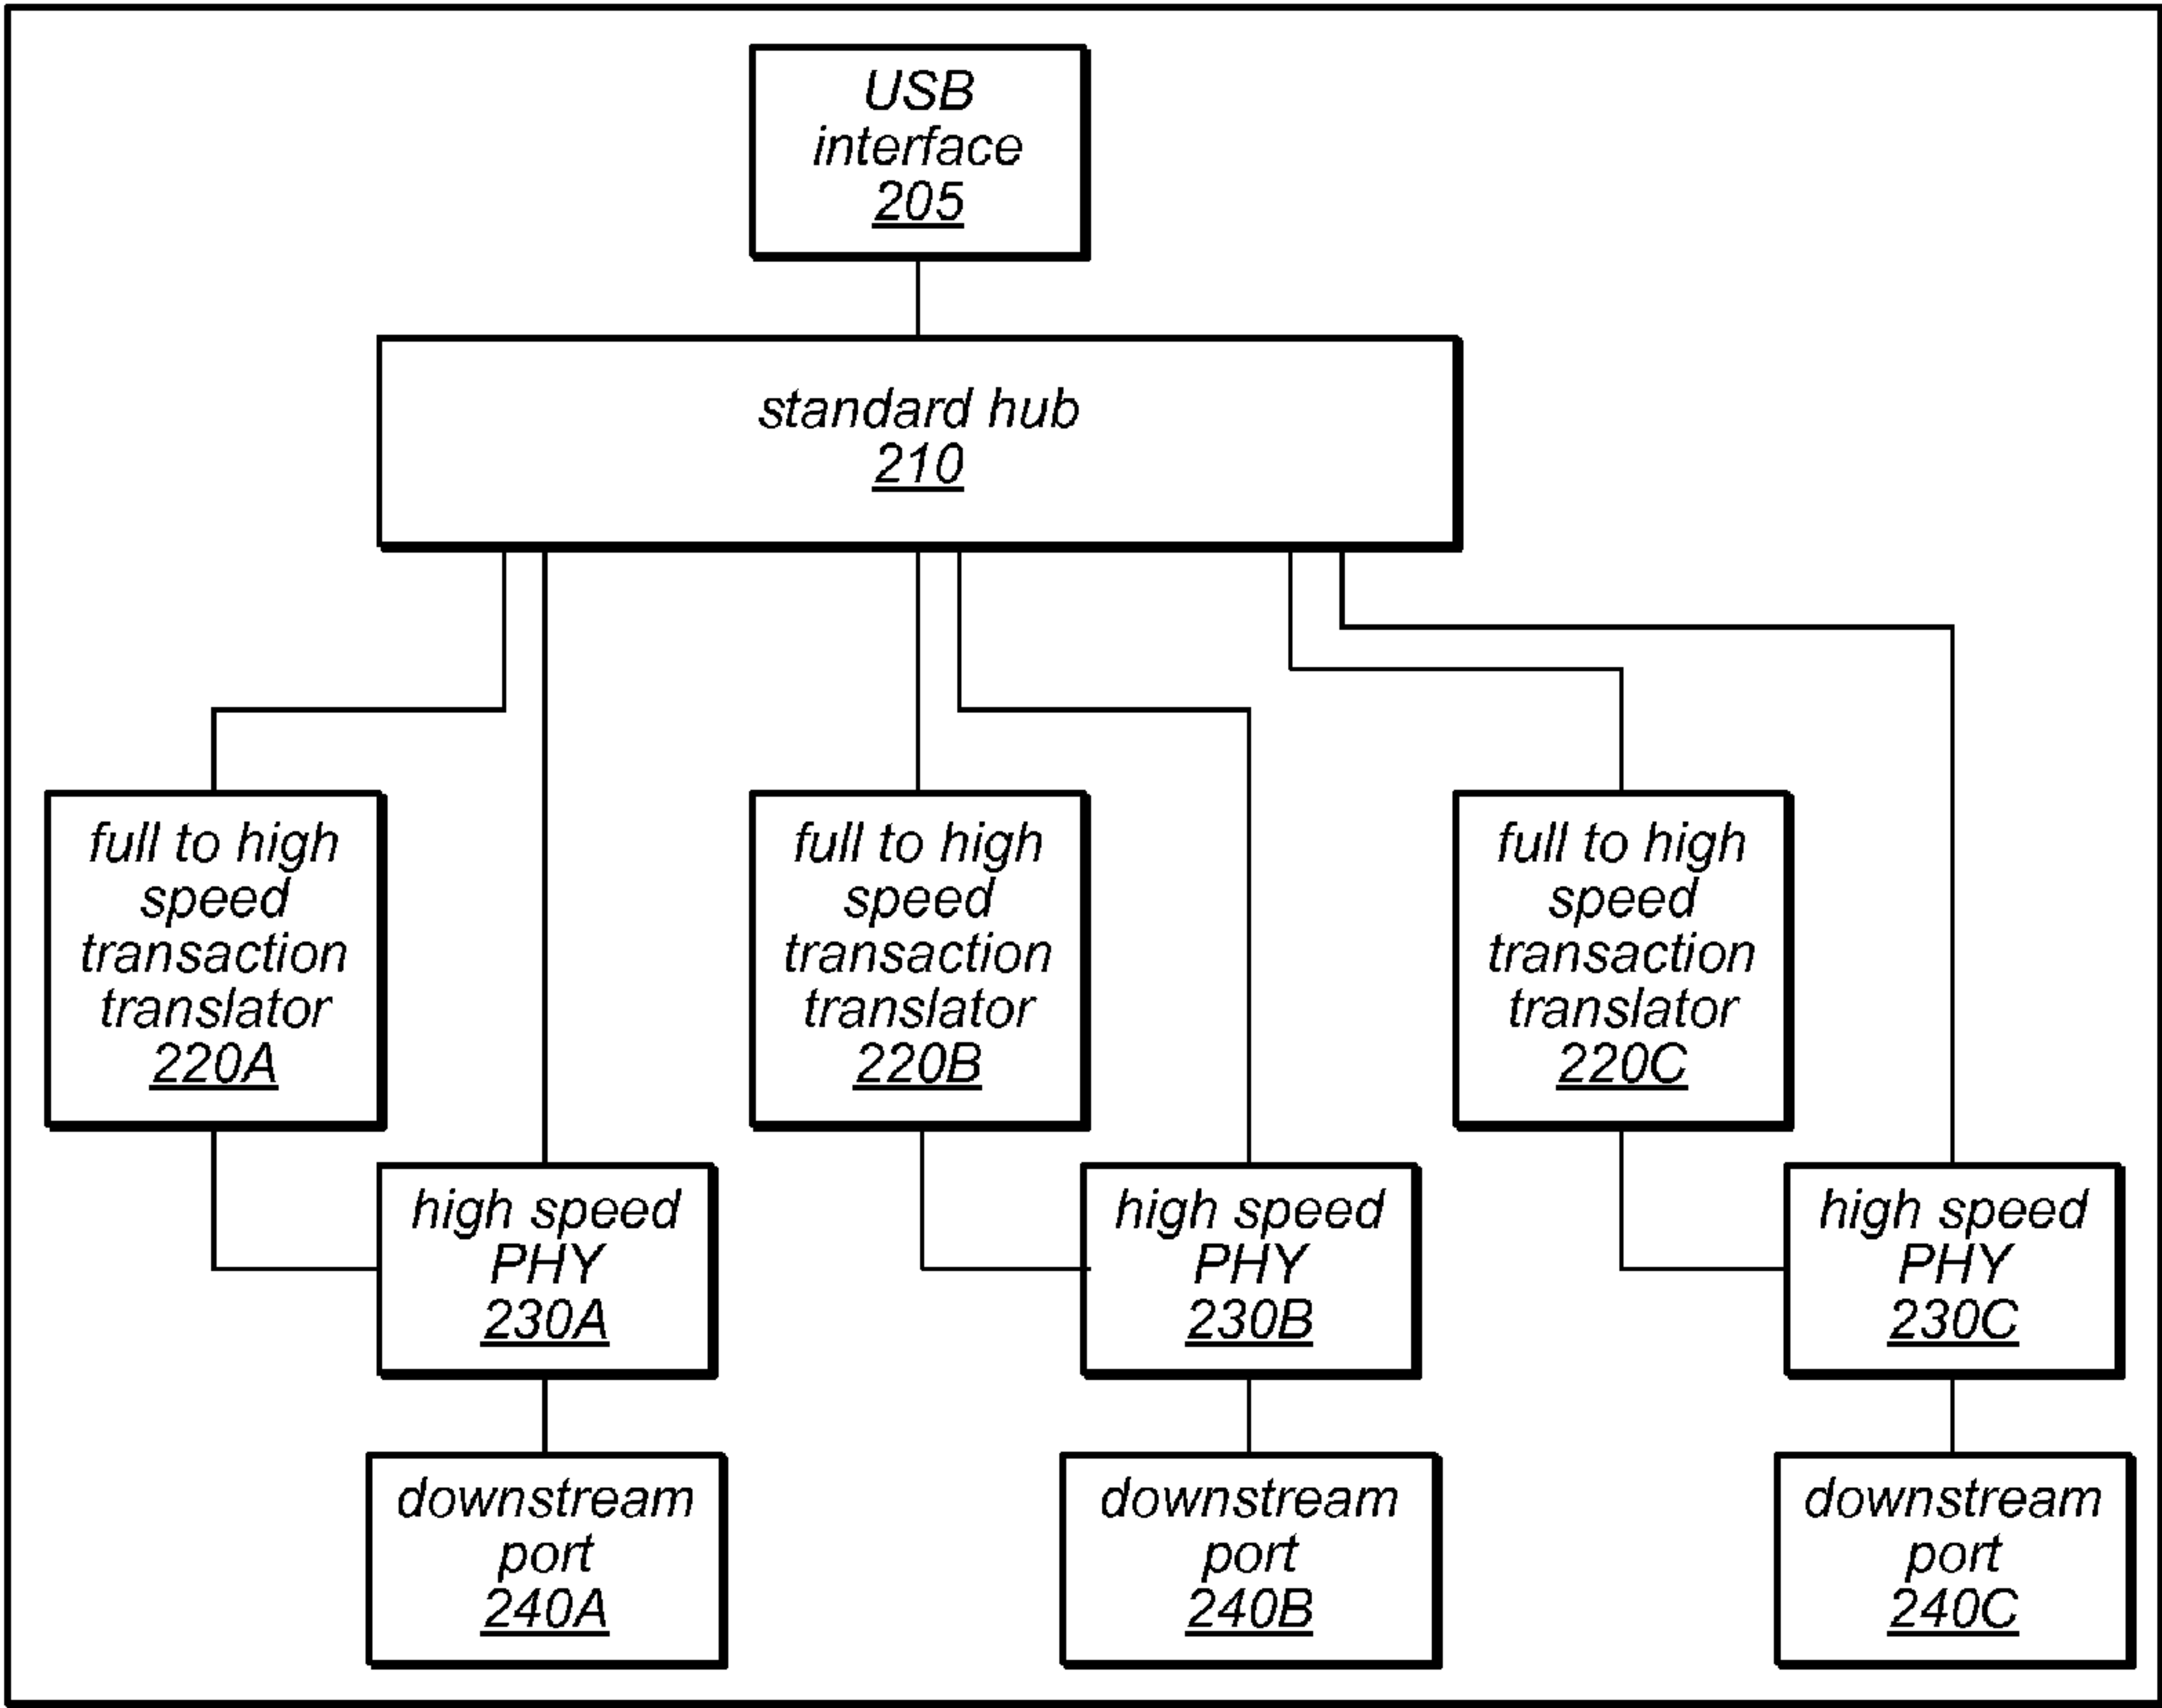 USB
interface
205
standard hub
210
full to high
speed
transaction
translator
220A
full to high
speed
transaction
translator
220B
full to high
speed
transaction
translator
220C
high speed
PHY
230A
high speed
PHY
230B
high speed
PHY
230C
downstream
port
240A
downstream
port
240B
downstream
port
240C